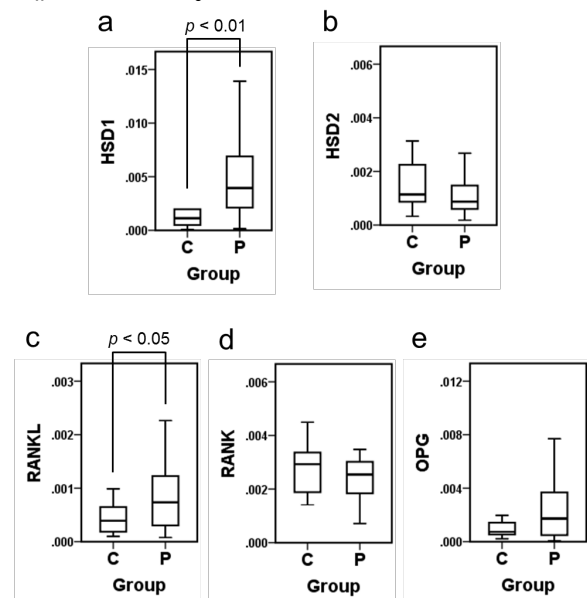 a
p < 0.01
HSD1
.015
.010
.005
.000
C P
Group
b
HSD2
.006
.004
.002
.000
C P
Group
c
p < 0.05
RANKL
.003
.002
.001
.000
C P
Group
d
RANK
.006
.004
.002
.000
C P
Group
e
OPG
.012
.008
.004
.000
C P
Group